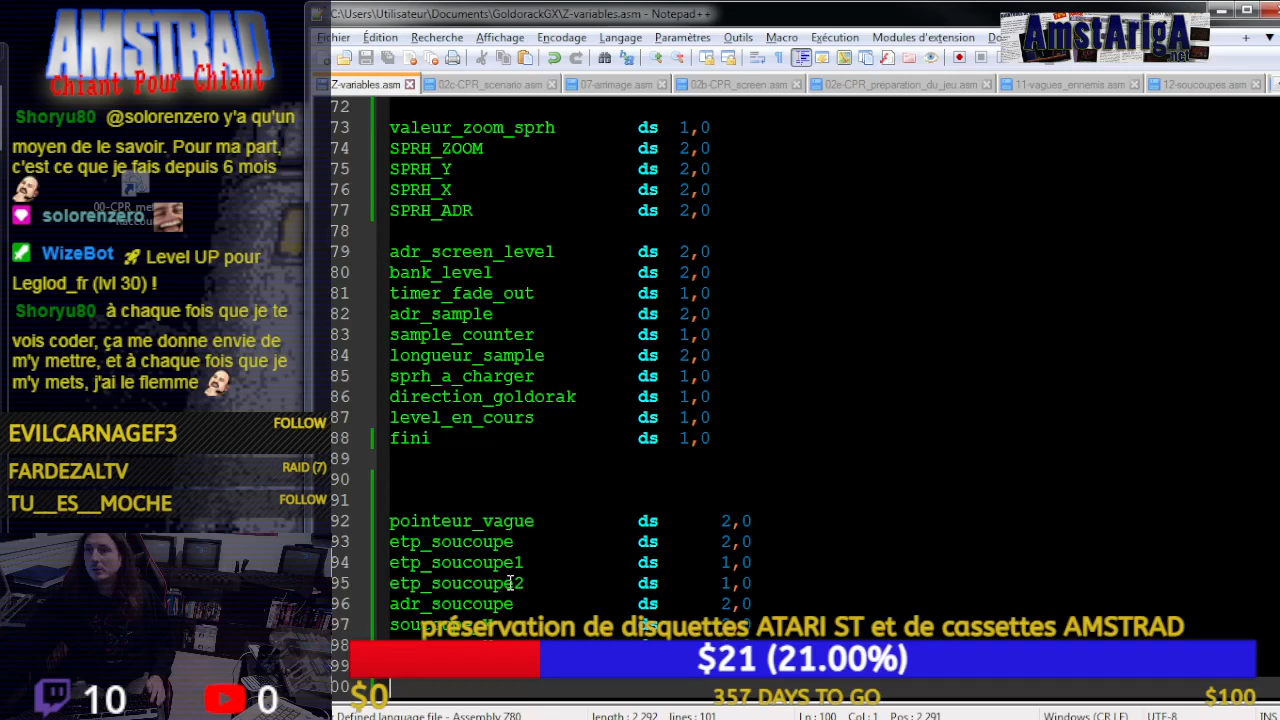 AMSTRAD
Chiant Pour Chiant
Shoryu80 @solorenzero y'a qu'un
moyen de le savoir. Pour ma part,
c'est ce que je fais depuis 6 mois
solorenzero
WizeBot Level UP pour
Leglod_fr (lvl 30) !
Shoryu80 à chaque fois que je te
vois coder, ça me donne envie de
m'y mettre, et à chaque fois que je
m'y mets, j'ai le flemme
EVILCARNAGEF3 FOLLOW
FARDEZALTV RAID (7)
TU__ES__MOCHE FOLLOW
10 0
C:\Users\Utilisateur\Documents\GoldorackGX\Z-variables.asm - Notepad++
AmstArigA
.net
Fichier Édition Recherche Affichage Encodage Langage Paramètres Outils Macro Exécution Modules d'extension
Z-variables.asm 02c-CPR_scenario.asm 07-animage.asm 02b-CPR_screen.asm 02e-CPR_preparation_du_jeu.asm 11-vagues_ennemis.asm 12-soucoupes.asm
72
73 valeur_zoom_sprh ds 1,0
74 SPRH_ZOOM ds 2,0
75 SPRH_Y ds 2,0
76 SPRH_X ds 2,0
77 SPRH_ADR ds 2,0
78
79 adr_screen_level ds 2,0
80 bank_level ds 2,0
81 timer_fade_out ds 1,0
82 adr_sample ds 2,0
83 sample_counter ds 1,0
84 longueur_sample ds 2,0
85 sprh_a_charger ds 1,0
86 direction_goldorak ds 1,0
87 level_en_cours ds 1,0
88 fini ds 1,0
89
90
91
92 pointeur_vague ds 2,0
93 etp_soucoupe ds 2,0
94 etp_soucoupe1 ds 1,0
95 etp_soucoupe2 ds 1,0
96 adr_soucoupe ds 2,0
97
98
99
00
préservation de disquettes ATARI ST et de cassettes AMSTRAD
$21 (21.00%)
$0 357 DAYS TO GO $100
Defined language file - Assembly Z80 length : 2.292 lines : 101 Ln : 100 Col : 1 Pos : 2.291 Windows (CR LF) UTF-8 INS